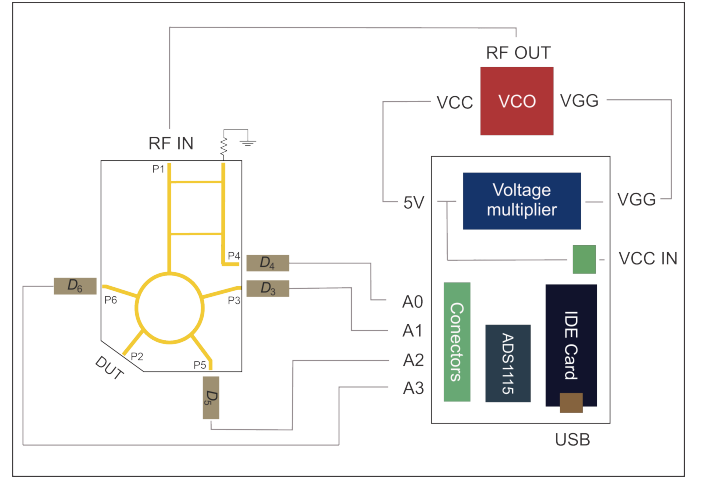 RF OUT
VCC
VCO
VGG
RF IN
P1
5V
Voltage
multiplier
VGG
P4
D4
VCC IN
D6
P6
P3
D3
A0
A1
A2
A3
Conectors
ADS1115
IDE Card
P2
DUT
P5
D5
USB